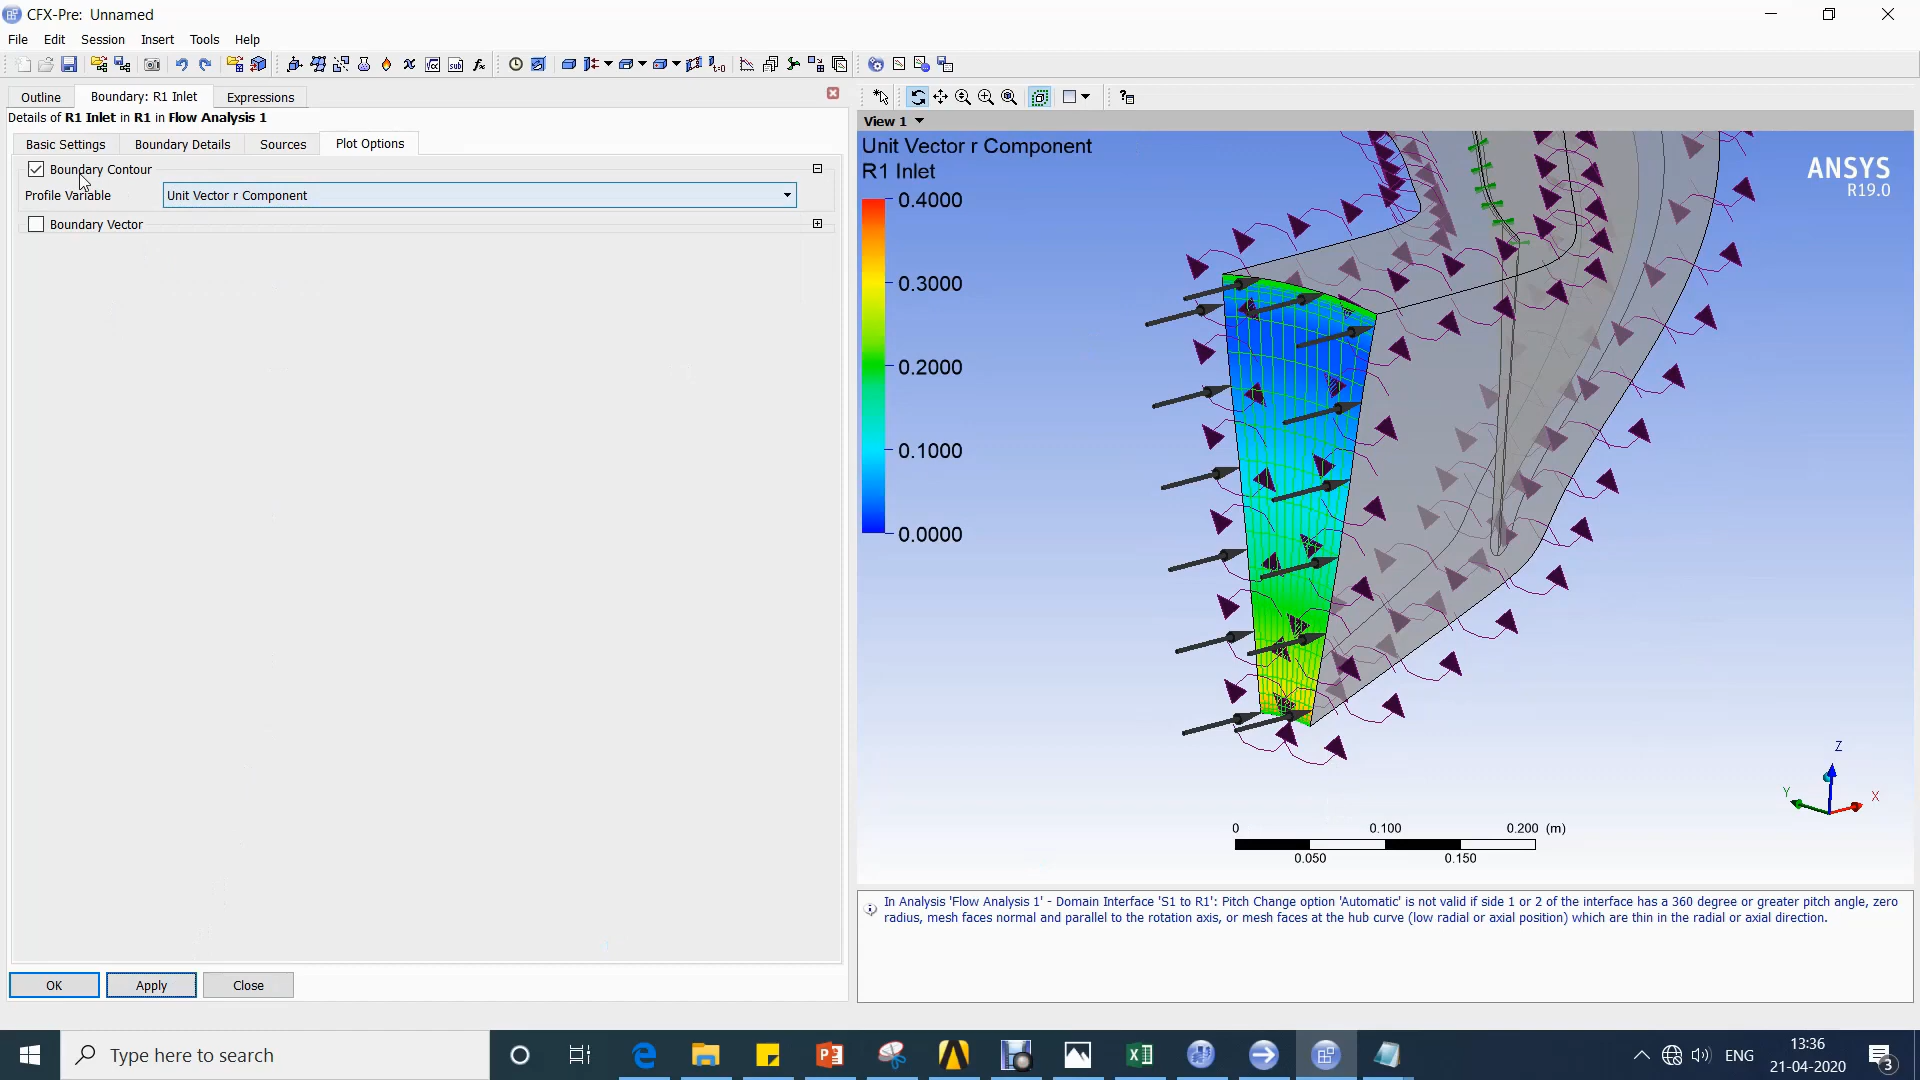 CFX-Pre: Unnamed
File Edit Session Insert Tools Help
Outline Boundary: R1 Inlet Expressions
Details of R1 Inlet in R1 in Flow Analysis 1
Basic Settings Boundary Details Sources Plot Options
Boundary Contour
Profile Variable Unit Vector r Component
Boundary Vector
OK Apply Close
View 1
Unit Vector r Component
R1 Inlet
0.4000
0.3000
0.2000
0.1000
0.0000
ANSYS
R19.0
Z
Y
X
0 0.100 0.200 (m)
0.050 0.150
In Analysis 'Flow Analysis 1' - Domain Interface 'S1 to R1': Pitch Change option 'Automatic' is not valid if side 1 or 2 of the interface has a 360 degree or greater pitch angle, zero
radius, mesh faces normal and parallel to the rotation axis, or mesh faces at the hub curve (low radial or axial position) which are thin in the radial or axial direction.
Type here to search
ENG
13:36
21-04-2020
3